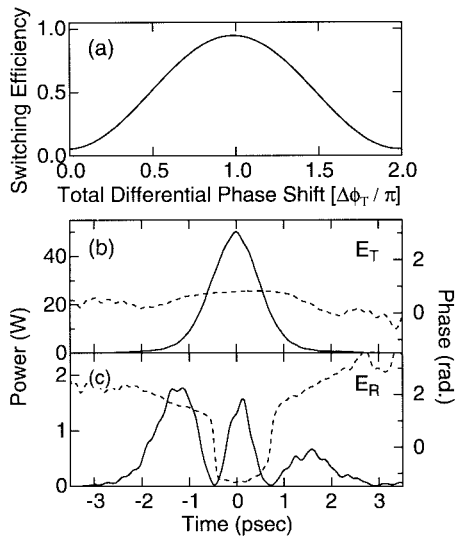 (a)
Switching Efficiency
1.0
0.5
0.0
0.0 0.5 1.0 1.5 2.0
Total Differential Phase Shift [Δϕ_T / π]
(b)
E_T
40
20
0
2
0
(c)
E_R
Power (W)
Phase (rad.)
2
1
0
2
0
-3 -2 -1 0 1 2 3
Time (psec)